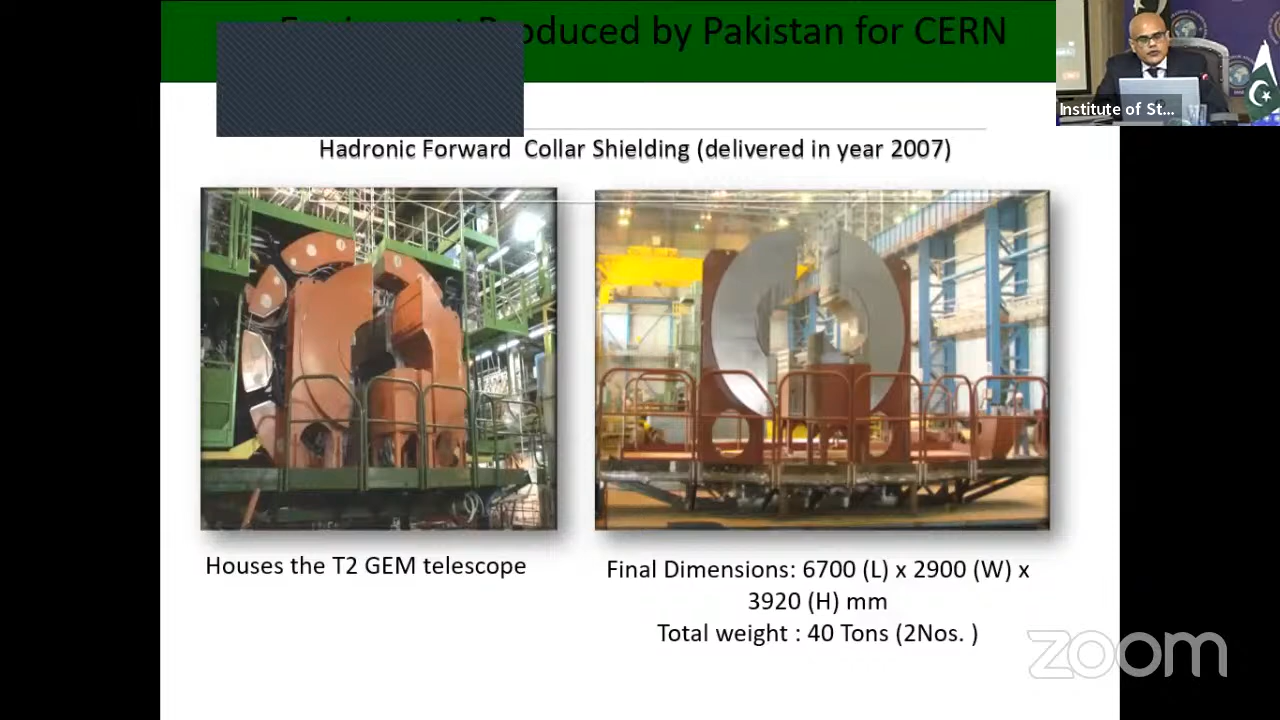 oduced by Pakistan for CERN
Institute of St...
Hadronic Forward Collar Shielding (delivered in year 2007)
Houses the T2 GEM telescope
Final Dimensions: 6700 (L) x 2900 (W) x
3920 (H) mm
Total weight : 40 Tons (2Nos. )
zoom